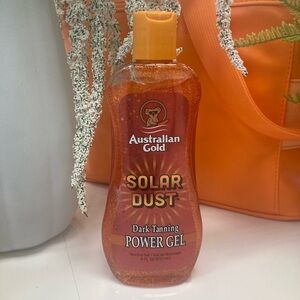 Australian
Gold
SOLAR
DUST
Dark Tanning
POWER GEL